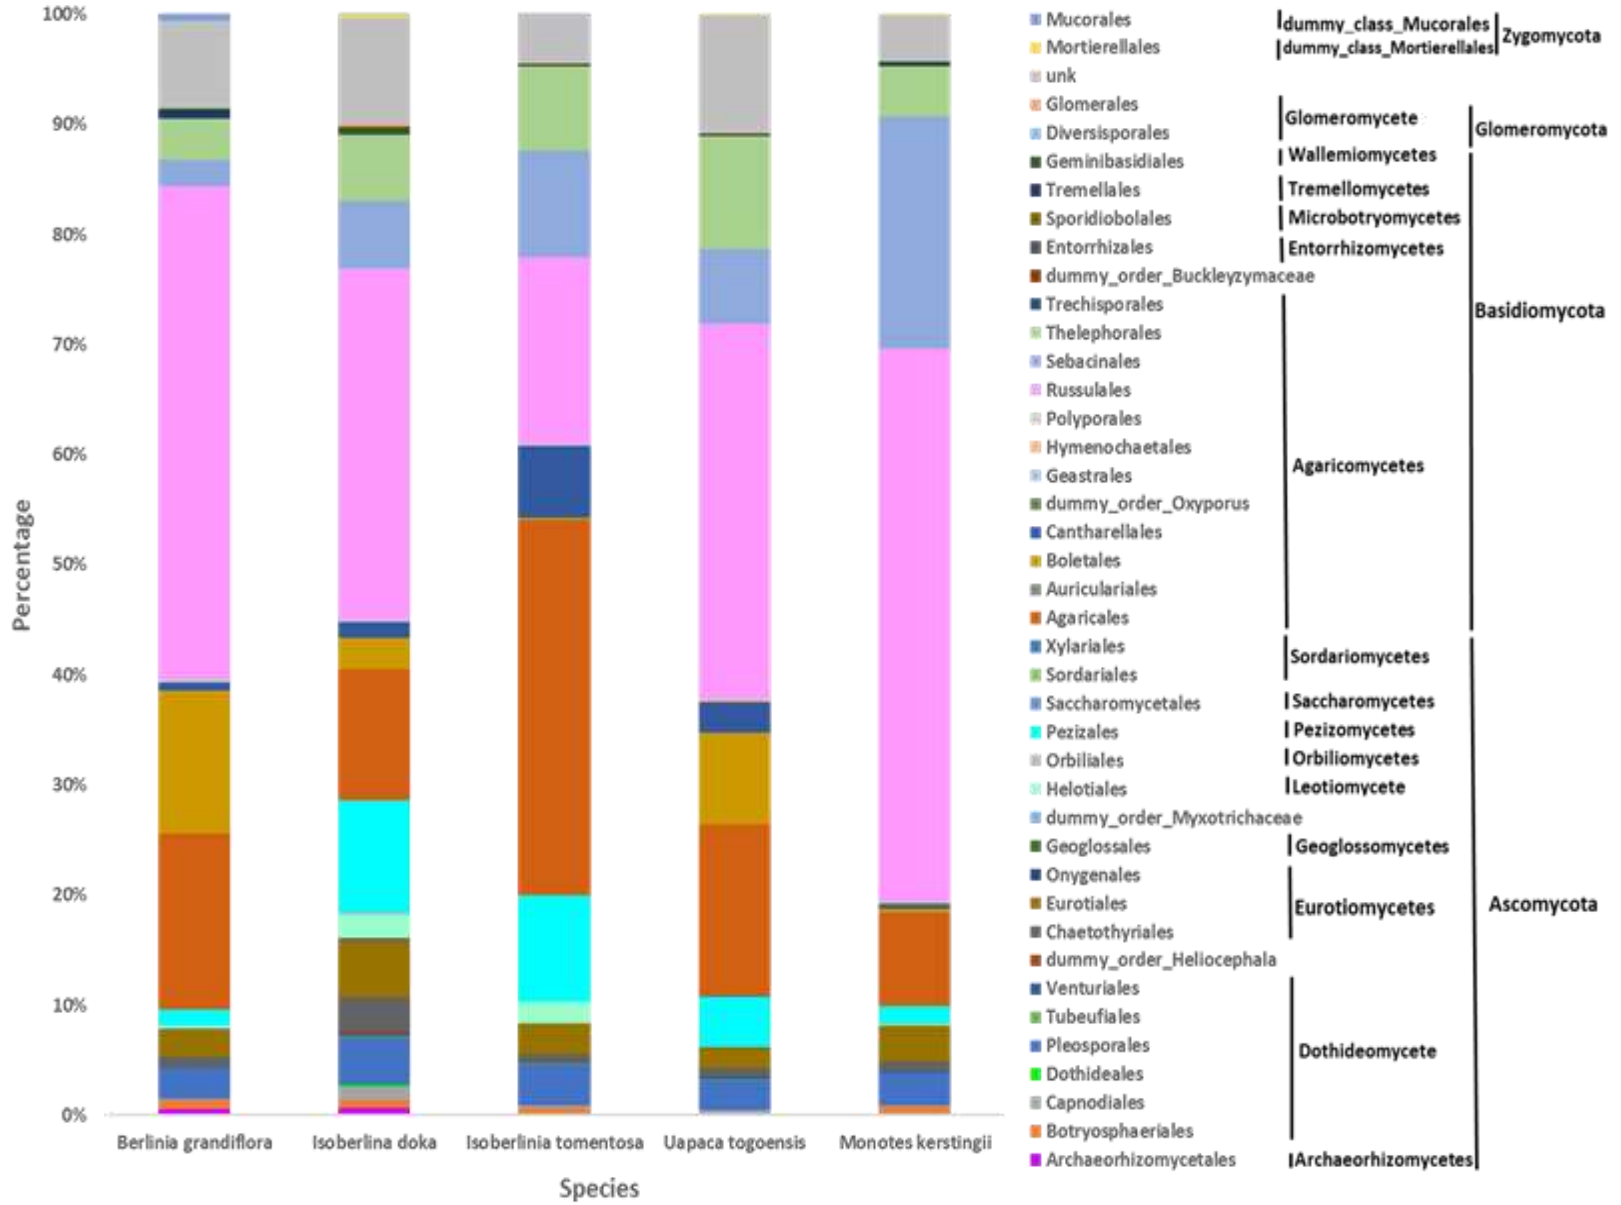 100%
90%
80%
70%
60%
50%
40%
30%
20%
10%
0%
Percentage
Berlinia grandiflora
Isoberlina doka
Isoberlinia tomentosa
Uapaca togoensis
Monotes kerstingii
Species
Mucorales
Mortierellales
unk
Glomerales
Diversisporales
Geminibasidiales
Tremellales
Sporidiobolales
Entorrhizales
dummy_order_Buckleyzymaceae
Trechisporales
Thelephorales
Sebacinales
Russulales
Polyporales
Hymenochaetales
Geastrales
dummy_order_Oxyporus
Cantharellales
Boletales
Auriculariales
Agaricales
Xylariales
Sordariales
Saccharomycetales
Pezizales
Orbiliales
Helotiales
dummy_order_Myxotrichaceae
Geoglossales
Onygenales
Eurotiales
Chaetothyriales
dummy_order_Heliocephala
Venturiales
Tubeufiales
Pleosporales
Dothideales
Capnodiales
Botryosphaeriales
Archaeorhizomycetales
dummy_class_Mucorales
dummy_class_Mortierellales
Glomeromycete
Wallemiomycetes
Tremellomycetes
Microbotryomycetes
Entorrhizomycetes
Agaricomycetes
Sordariomycetes
Saccharomycetes
Pezizomycetes
Orbiliomycetes
Leotiomycete
Geoglossomycetes
Eurotiomycetes
Dothideomycete
Archaeorhizomycetes
Zygomycota
Glomeromycota
Basidiomycota
Ascomycota